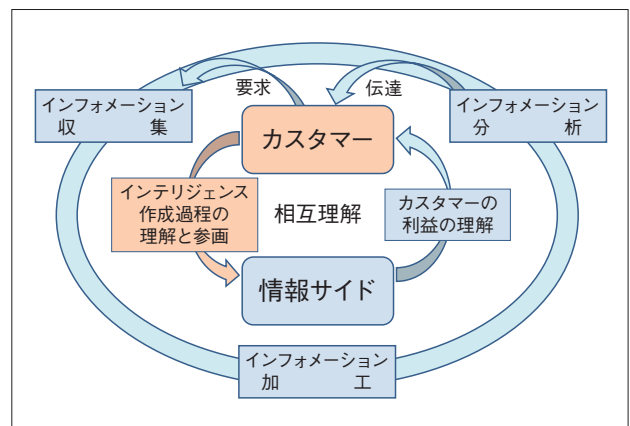 要求
伝達
インフォメーション
収集
カスタマー
インフォメーション
分析
インテリジェンス
作成過程の
理解と参画
相互理解
カスタマーの
利益の理解
情報サイド
インフォメーション
加工